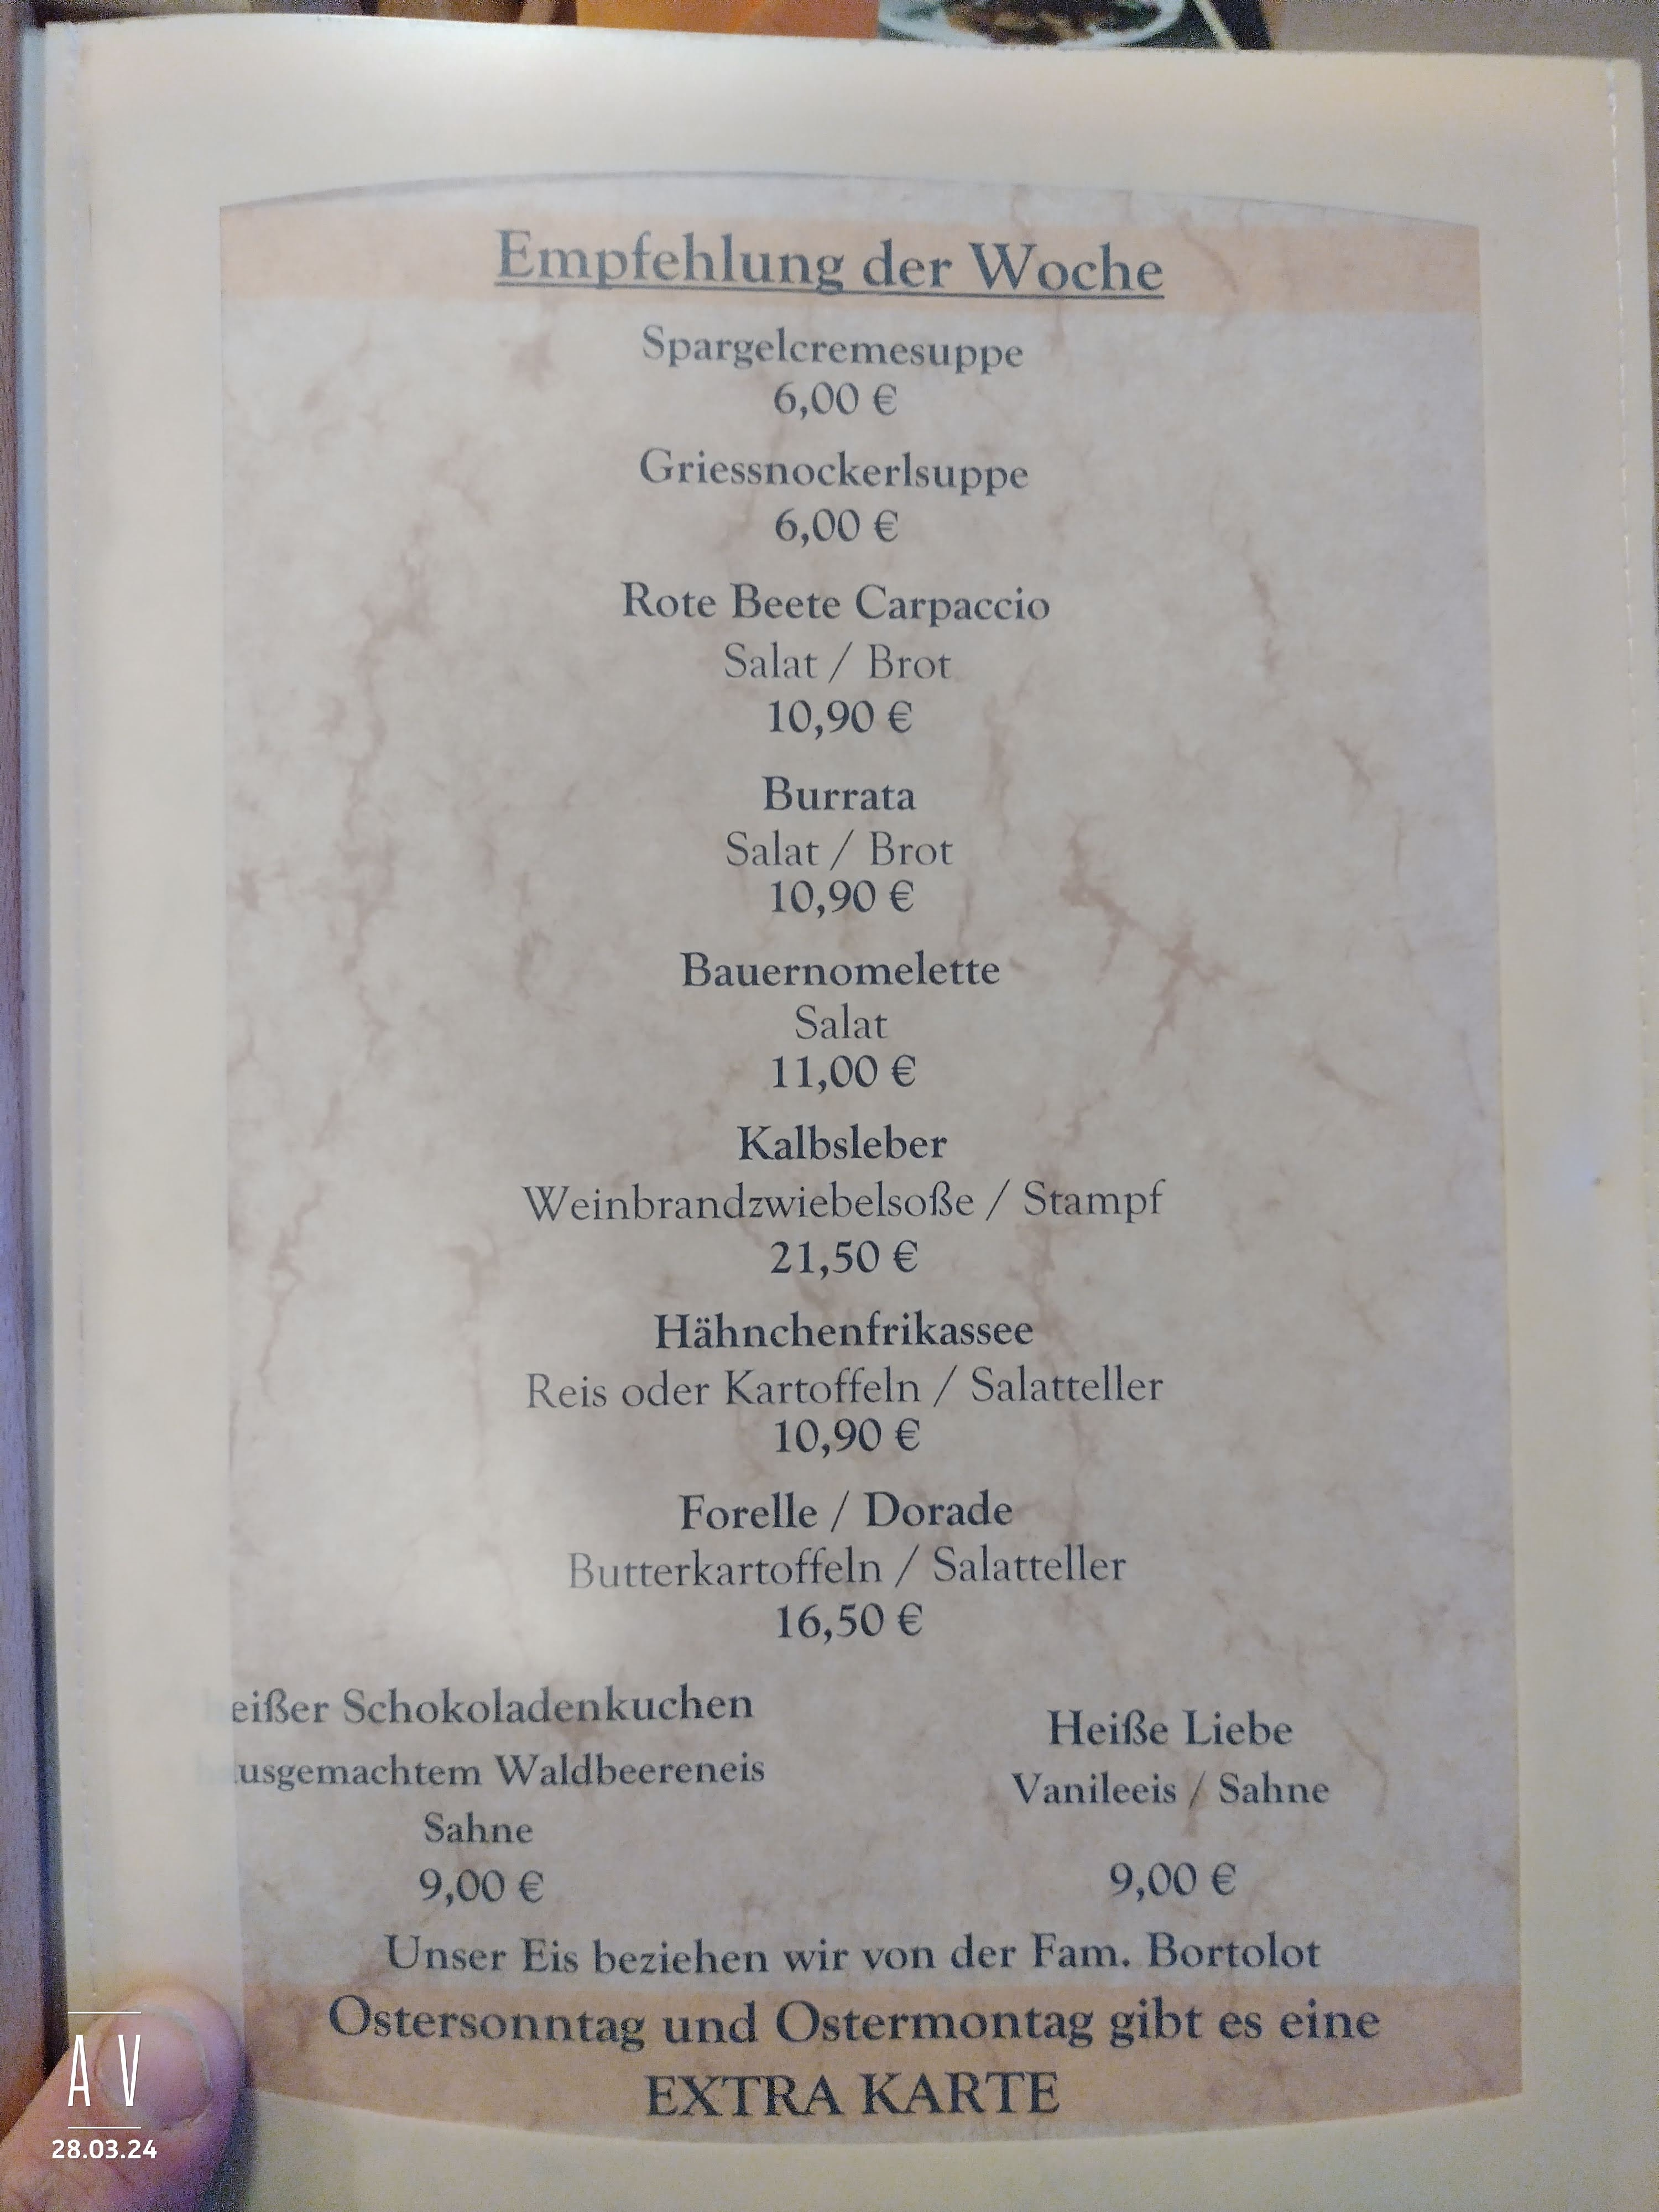 Empfehlung der Woche
Spargelcremesuppe
6,00 €
Griessnockerlsuppe
6,00 €
Rote Beete Carpaccio
Salat / Brot
10,90 €
Burrata
Salat / Brot
10,90 €
Bauernomelette
Salat
11,00 €
Kalbsleber
Weinbrandzwiebelsoße / Stampf
21,50 €
Hähnchenfrikassee
Reis oder Kartoffeln / Salatteller
10,90 €
Forelle / Dorade
Butterkartoffeln / Salatteller
16,50 €
eißer Schokoladenkuchen
usgemachtem Waldbeereneis
Sahne
9,00 €
Heiße Liebe
Vanileeis / Sahne
9,00 €
Unser Eis beziehen wir von der Fam. Bortolot
Ostersonntag und Ostermontag gibt es eine
EXTRA KARTE
AV
28.03.24